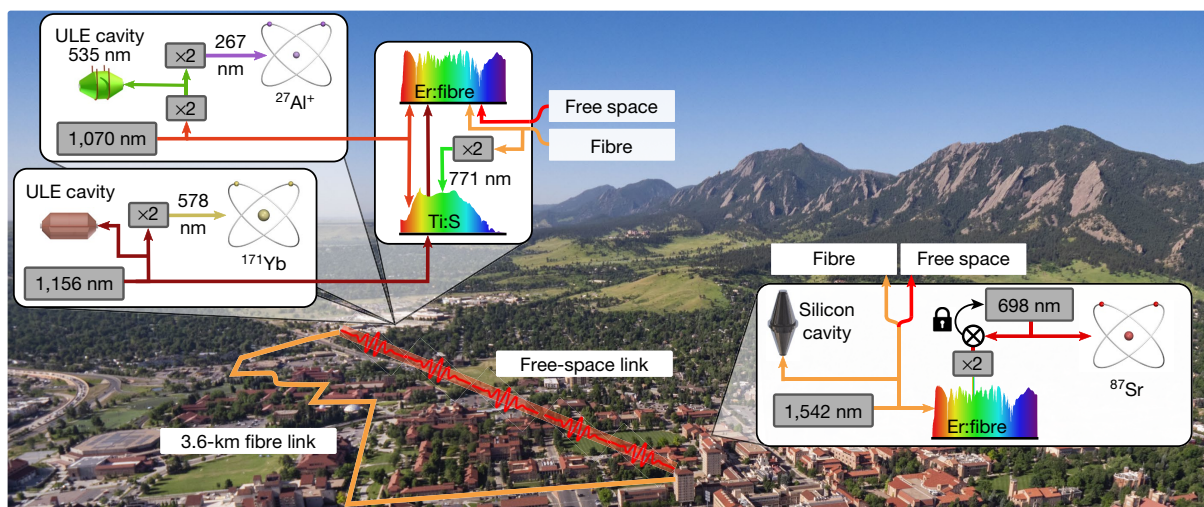 ULE cavity
535 nm
×2
267
nm
²⁷Al⁺
×2
1,070 nm
Er:fibre
Free space
Fibre
×2
771 nm
Ti:S
ULE cavity
×2
578
nm
¹⁷¹Yb
1,156 nm
Fibre
Free space
Silicon
cavity
698 nm
×2
⁸⁷Sr
1,542 nm
Er:fibre
Free-space link
3.6-km fibre link